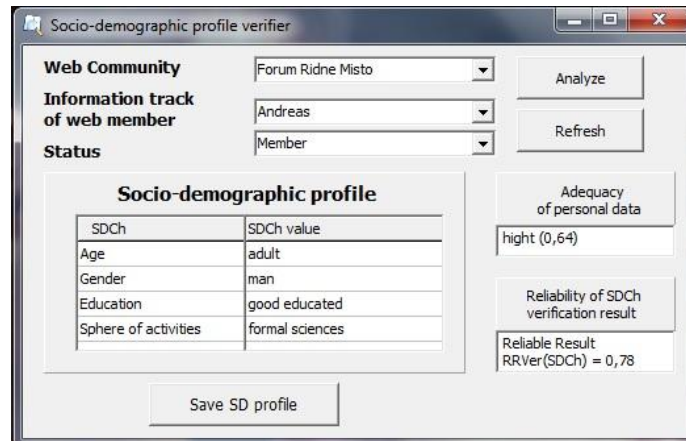 Socio-demographic profile verifier
Web Community
Forum Ridne Misto
Analyze
Information track
of web member
Andreas
Refresh
Status
Member
Socio-demographic profile
SDCh
SDCh value
Age
adult
Gender
man
Education
good educated
Sphere of activities
formal sciences
Adequacy
of personal data
hight (0,64)
Reliability of SDCh
verification result
Reliable Result
RRVer(SDCh) = 0,78
Save SD profile